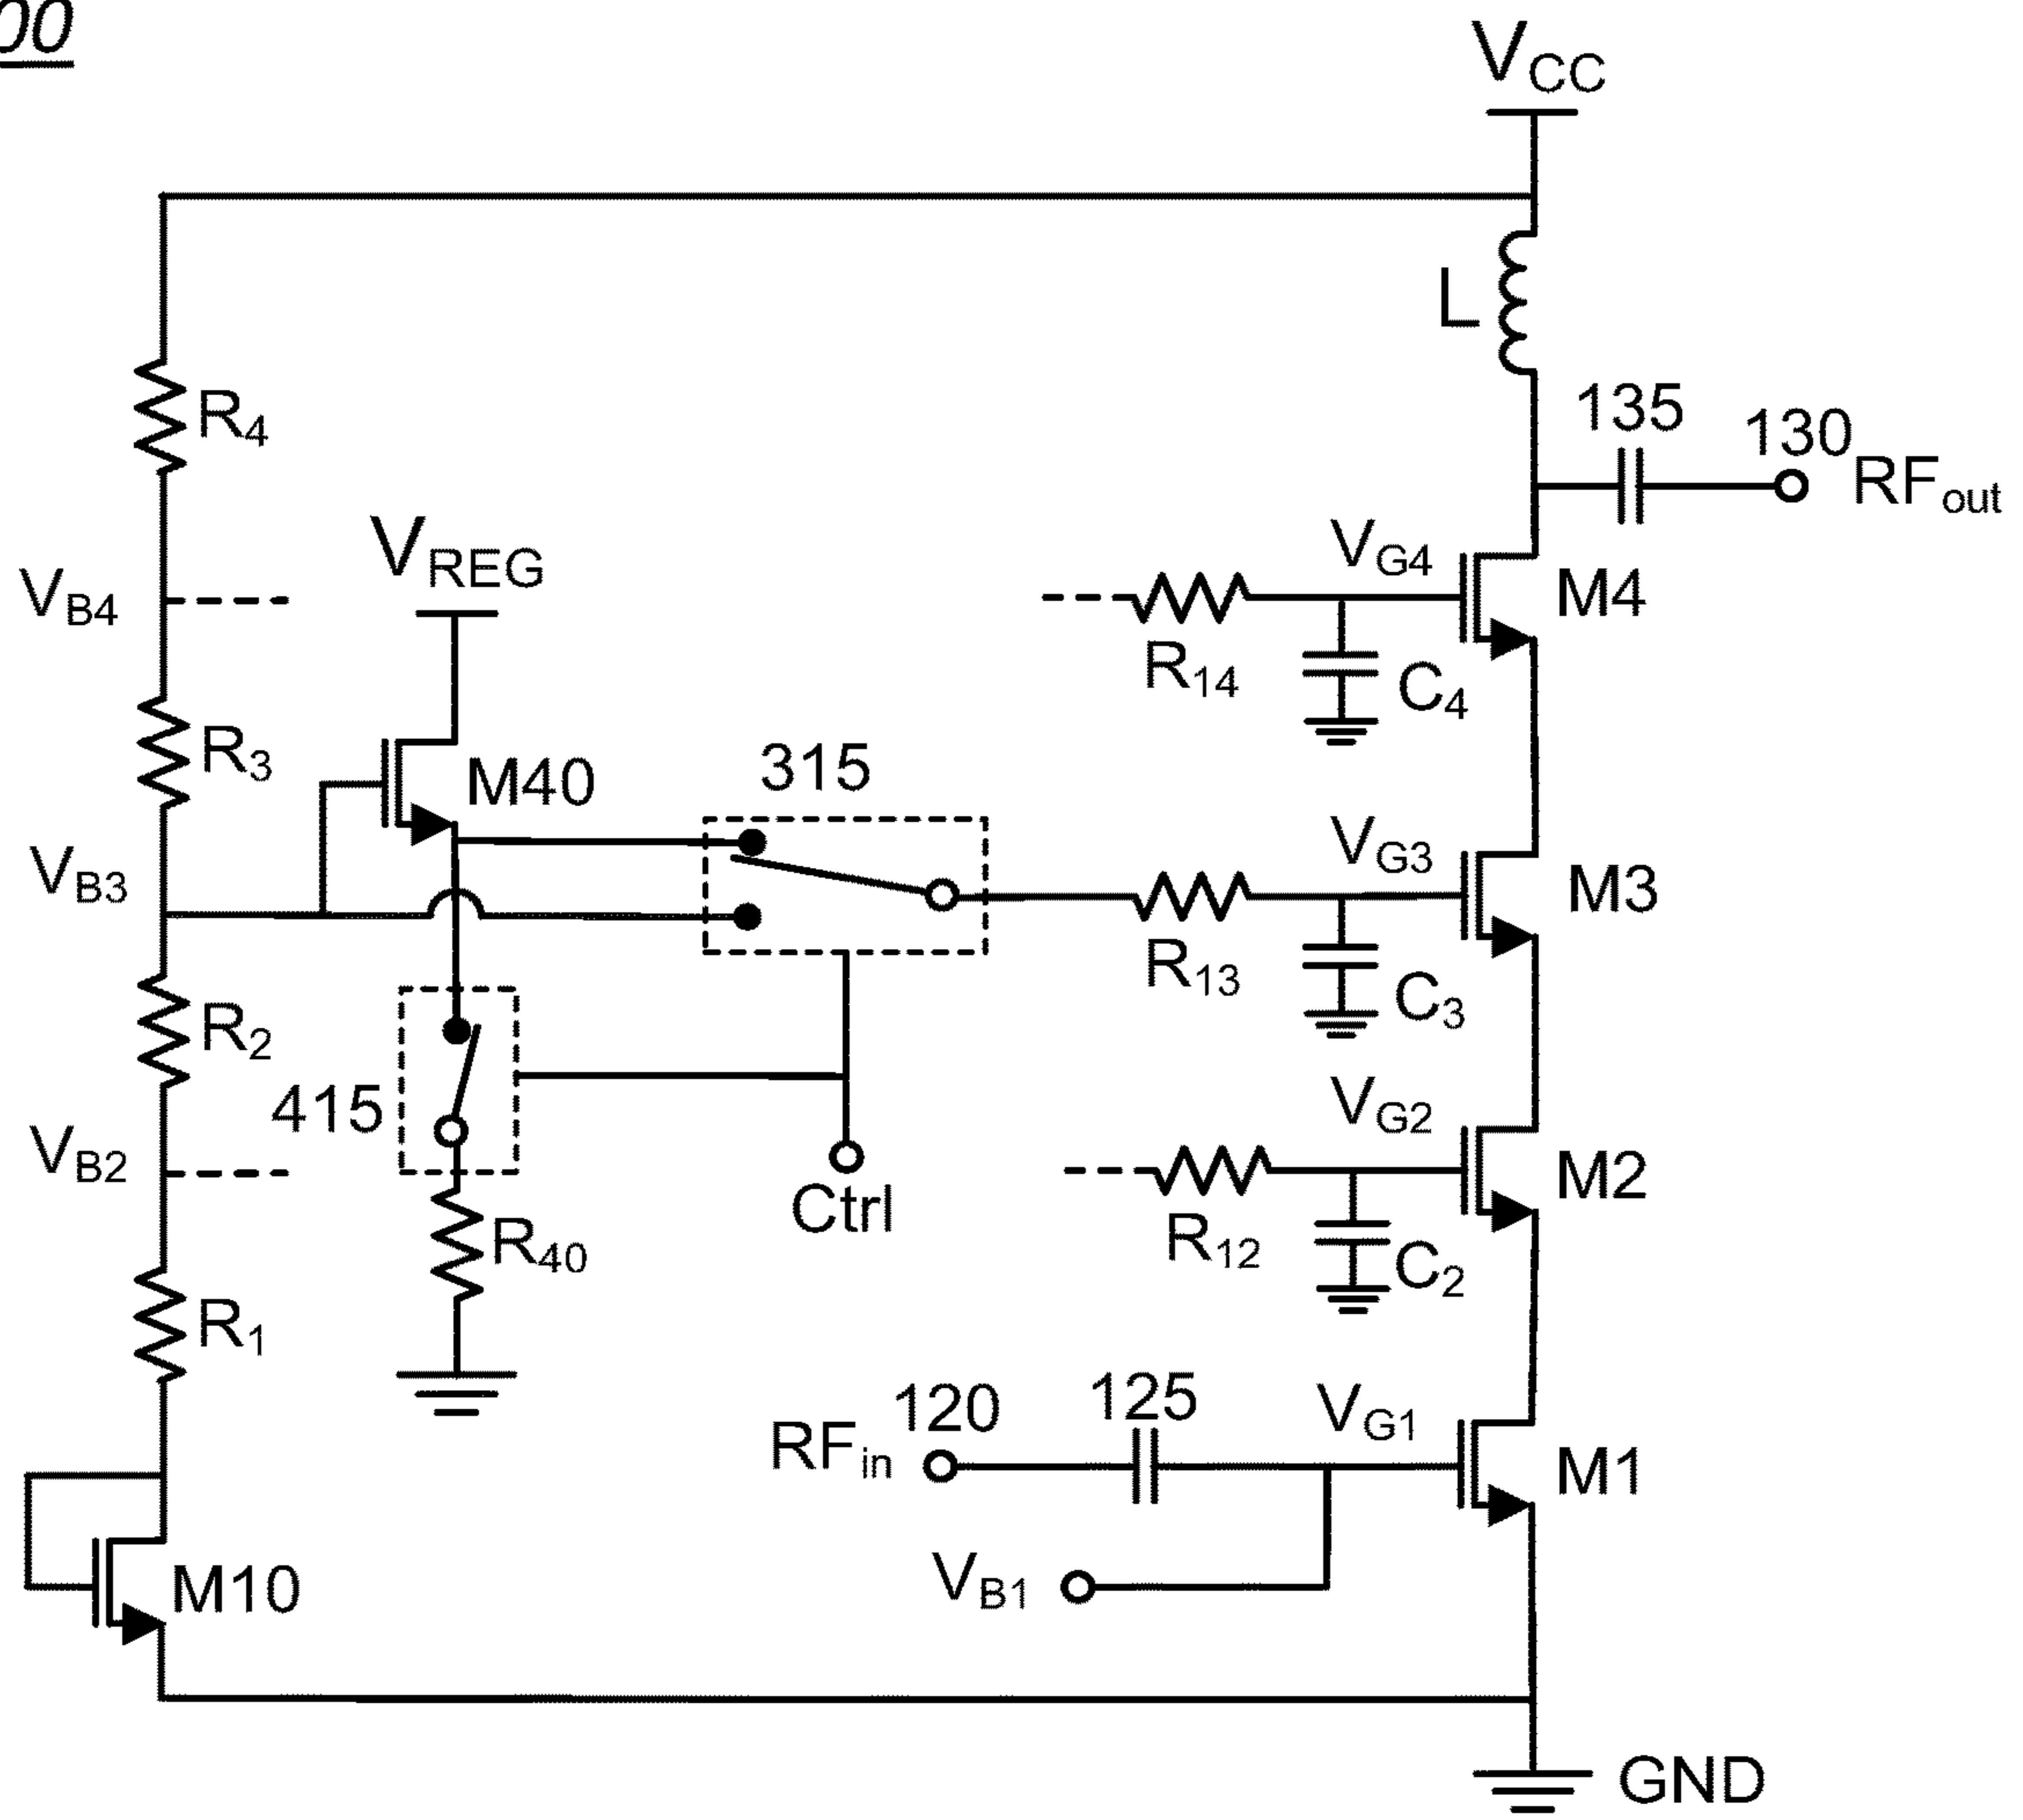 00
VCC
L
R4
135
130
RFout
VREG
VG4
M4
VB4
R14
C4
R3
M40
315
VG3
M3
VB3
R13
C3
R2
415
VG2
M2
VB2
Ctrl
R12
C2
R40
R1
120
125
VG1
RFin
M1
VB1
M10
GND